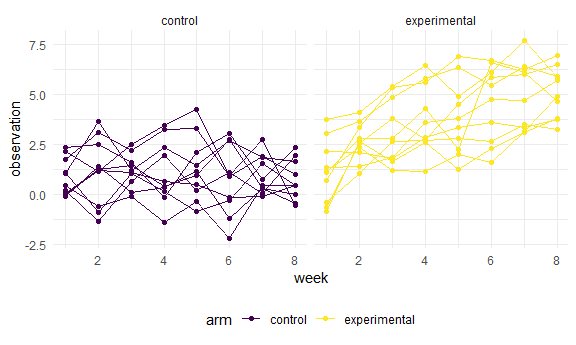 control experimental
7.5
5.0
2.5
0.0
-2.5
observation
2 4 6 8 2 4 6 8
week
arm control experimental